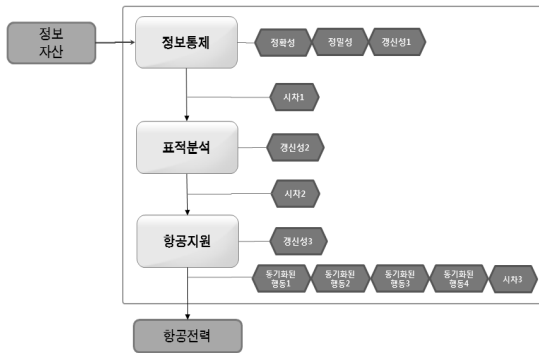 정보
자산
정보통제
정확성
정밀성
갱신성1
시차1
표적분석
갱신성2
시차2
항공지원
갱신성3
동기화된
행동1
동기화된
행동2
동기화된
행동3
동기화된
행동4
시차3
항공전력